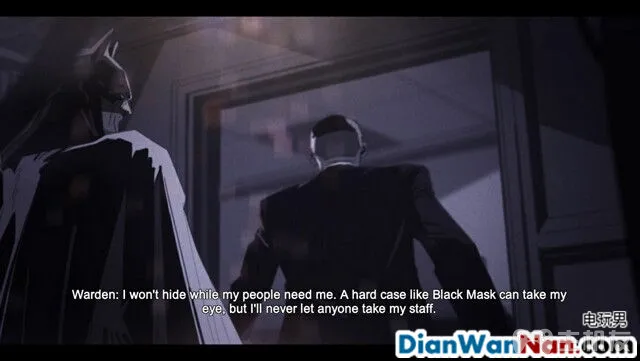 Warden: I won't hide while my people need me. A hard case like Black Mask can take my
eye, but I'll never let anyone take my staff.
电玩男
DianWanNan.com